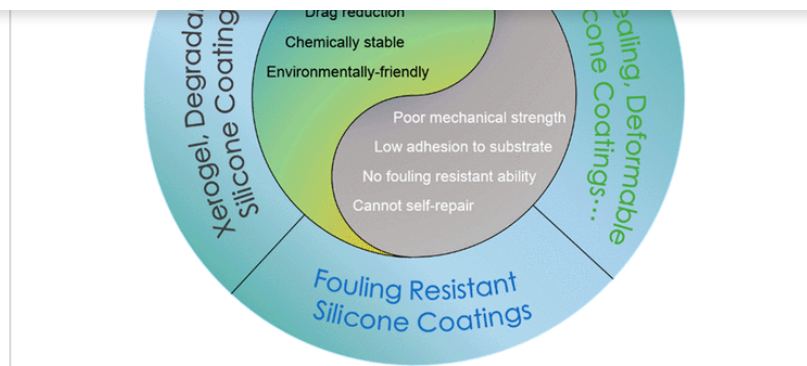 Drag reduction
Chemically stable
Environmentally-friendly
Poor mechanical strength
Low adhesion to substrate
No fouling resistant ability
Cannot self-repair
Xerogel,
Silicone Coating
Deformable
Coatings…
Fouling Resistant
Silicone Coatings